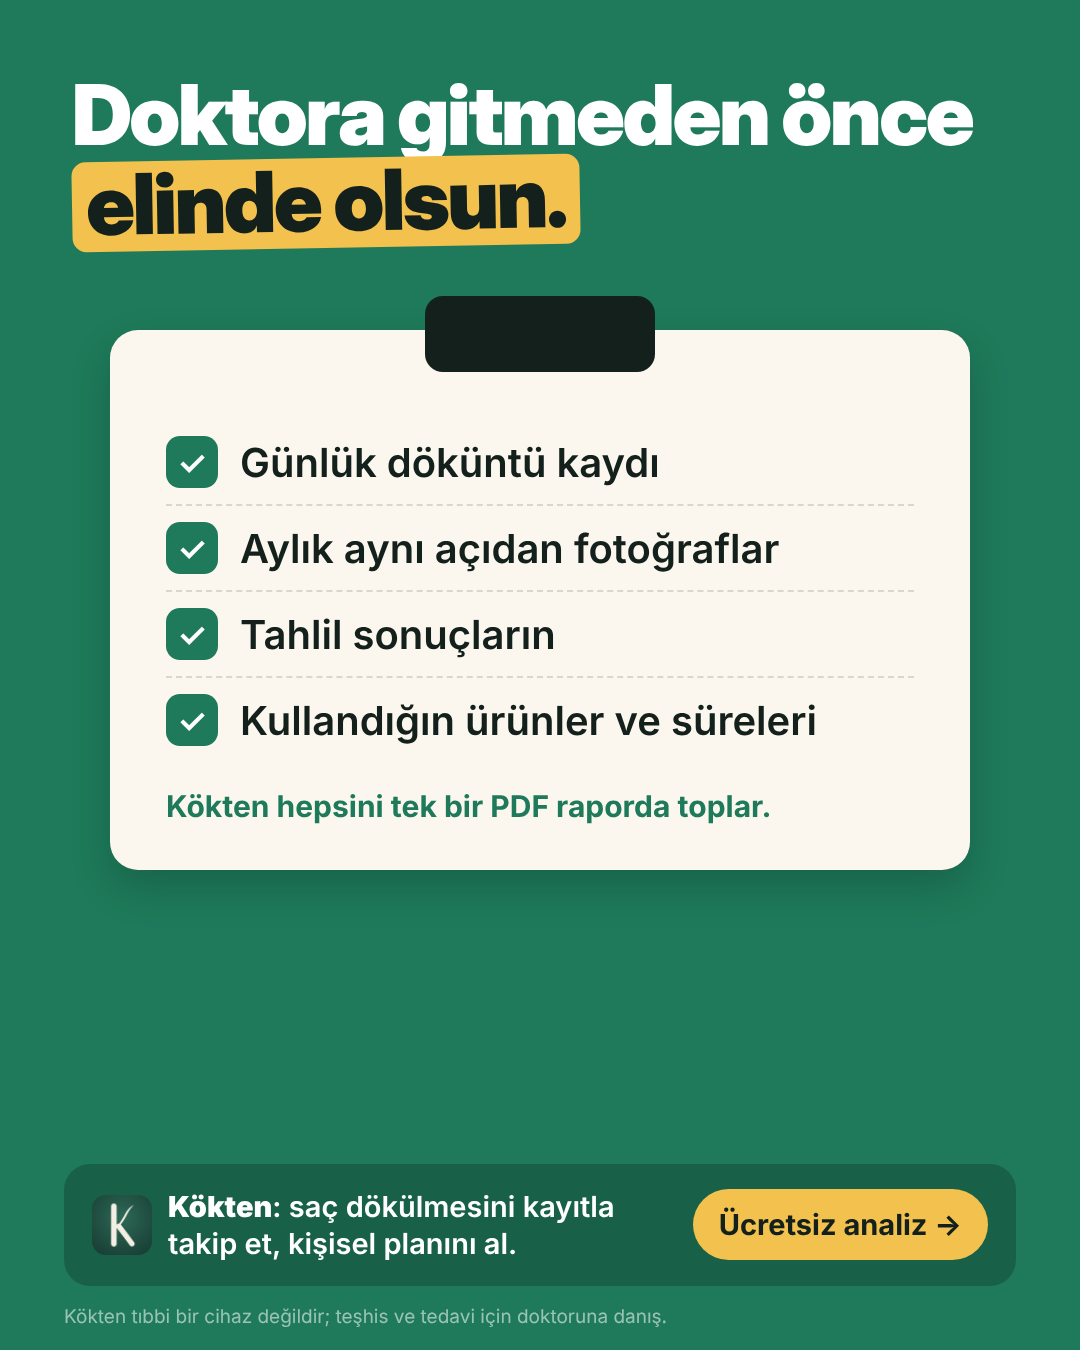 Doktora gitmeden önce
elinde olsun.
Günlük döküntü kaydı
Aylık aynı açıdan fotoğraflar
Tahlil sonuçların
Kullandığın ürünler ve süreleri
Kökten hepsini tek bir PDF raporda toplar.
K
Kökten: saç dökülmesini kayıtla
takip et, kişisel planını al.
Ücretsiz analiz →
Kökten tıbbi bir cihaz değildir; teşhis ve tedavi için doktoruna danış.